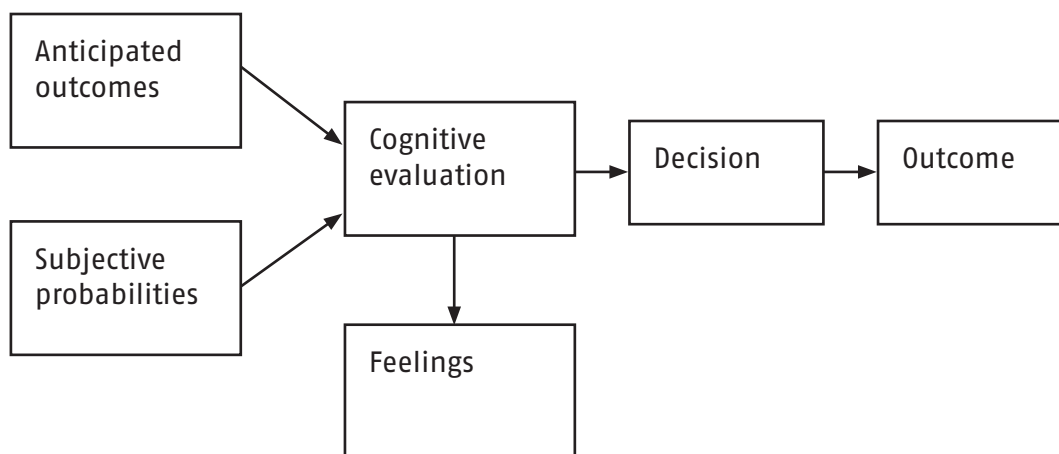 Anticipated
outcomes
Subjective
probabilities
Cognitive
evaluation
Feelings
Decision
Outcome